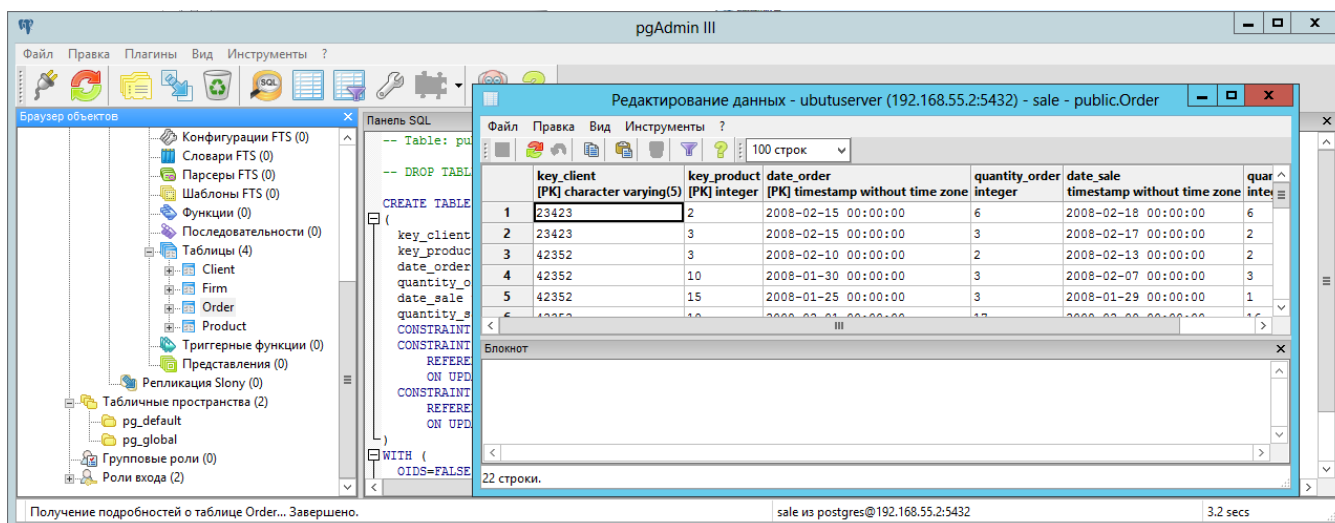 pgAdmin III
Файл Правка Плагины Вид Инструменты ?
SQL
Браузер объектов
Конфигурации FTS (0)
Словари FTS (0)
Парсеры FTS (0)
Шаблоны FTS (0)
Функции (0)
Последовательности (0)
Таблицы (4)
Client
Firm
Order
Product
Триггерные функции (0)
Представления (0)
Репликация Slony (0)
Табличные пространства (2)
pg_default
pg_global
Групповые роли (0)
Роли входа (2)
Панель SQL
-- Table: pu
-- DROP TABL
CREATE TABLE
(
key_client
key_produc
date_order
quantity_o
date_sale
quantity_s
CONSTRAINT
CONSTRAINT
REFERE
ON UPD
CONSTRAINT
REFERE
ON UPD
)
WITH (
OIDS=FALSE
Редактирование данных - ubutuserver (192.168.55.2:5432) - sale - public.Order
Файл Правка Вид Инструменты ?
100 строк
key_client key_product date_order quantity_order date_sale quar
[PK] character varying(5) [PK] integer [PK] timestamp without time zone integer timestamp without time zone integ
1 23423 2 2008-02-15 00:00:00 6 2008-02-18 00:00:00 6
2 23423 3 2008-02-15 00:00:00 3 2008-02-17 00:00:00 2
3 42352 3 2008-02-10 00:00:00 2 2008-02-13 00:00:00 2
4 42352 10 2008-01-30 00:00:00 3 2008-02-07 00:00:00 3
5 42352 15 2008-01-25 00:00:00 3 2008-01-29 00:00:00 1
Блокнот
22 строки.
Получение подробностей о таблице Order... Завершено. sale из postgres@192.168.55.2:5432 3.2 secs